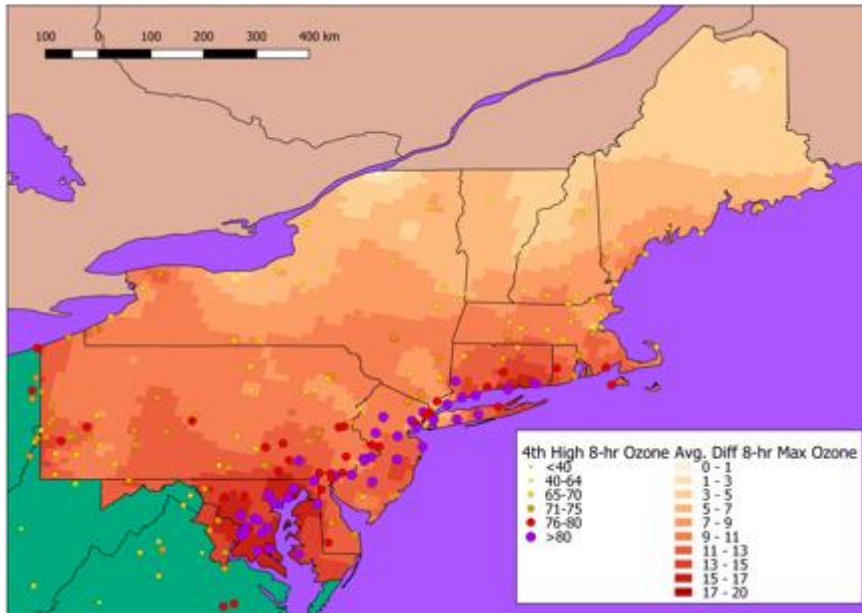 100 0 100 200 300 400 km
4th High 8-hr Ozone Avg. Diff 8-hr Max Ozone
<40 0 - 1
40-64 1 - 3
65-70 3 - 5
71-75 5 - 7
76-80 7 - 9
>80 9 - 11
11 - 13
13 - 15
15 - 17
17 - 20